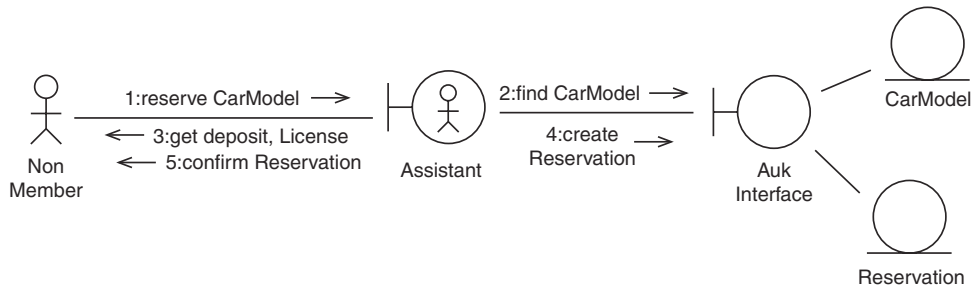 1:reserve CarModel
3:get deposit, License
5:confirm Reservation
Non
Member
Assistant
2:find CarModel
4:create
Reservation
Auk
Interface
CarModel
Reservation